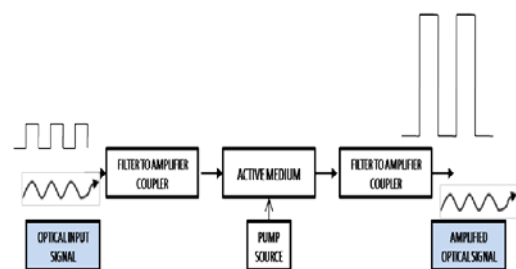 FILTER TO AMPLIFIER
COUPLER
ACTIVE MEDIUM
FILTER TO AMPLIFIER
COUPLER
OPTICAL INPUT
SIGNAL
PUMP
SOURCE
AMPLIFIED
OPTICAL SIGNAL